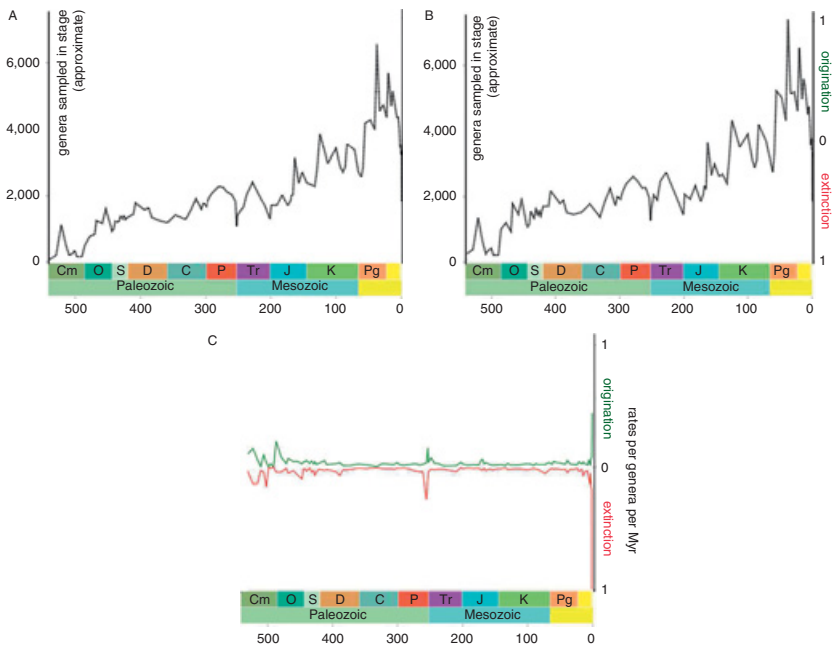 A
genera sampled in stage
(approximate)
6,000
4,000
2,000
0
Cm O S D C P Tr J K Pg
Paleozoic Mesozoic
500 400 300 200 100 0
B
genera sampled in stage
(approximate)
6,000
4,000
2,000
0
1
origination
0
extinction
1
Cm O S D C P Tr J K Pg
Paleozoic Mesozoic
500 400 300 200 100 0
C
1
origination
0
extinction
1
rates per genera per Myr
Cm O S D C P Tr J K Pg
Paleozoic Mesozoic
500 400 300 200 100 0